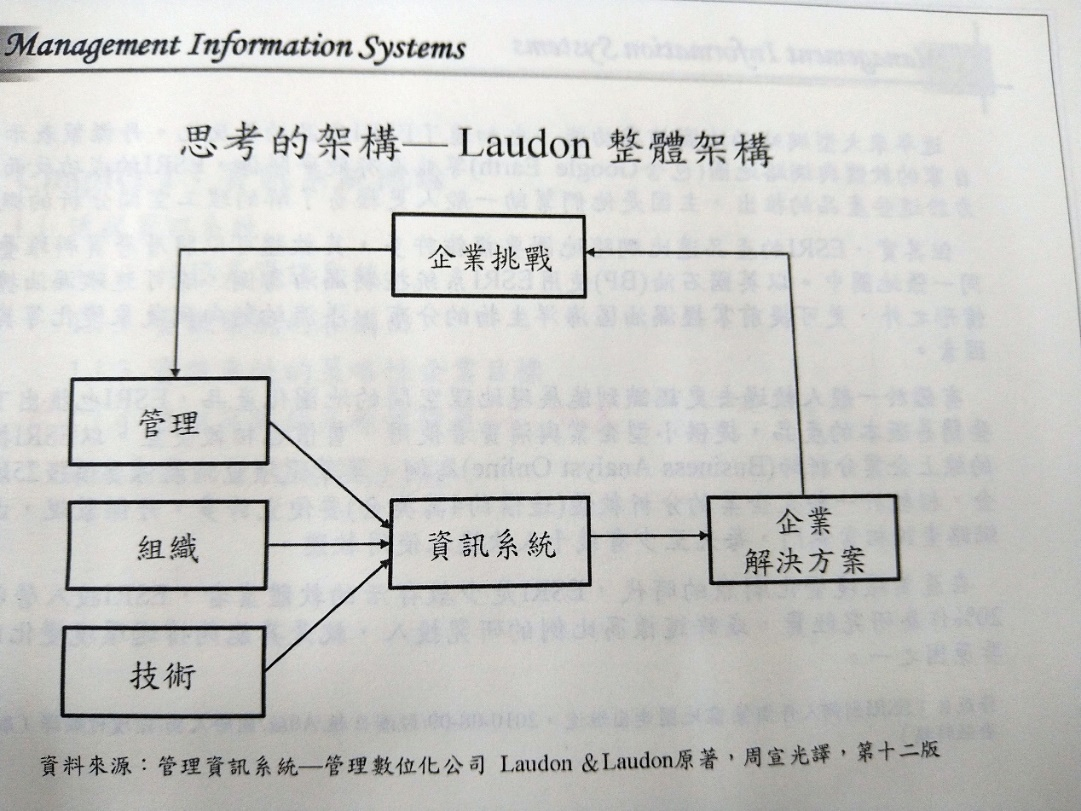 Management Information Systems
思考的架構— Laudon 整體架構
企業挑戰
管理
組織
技術
資訊系統
企業
解決方案
資料來源：管理資訊系統—管理數位化公司 Laudon &Laudon原著，周宣光譯，第十二版